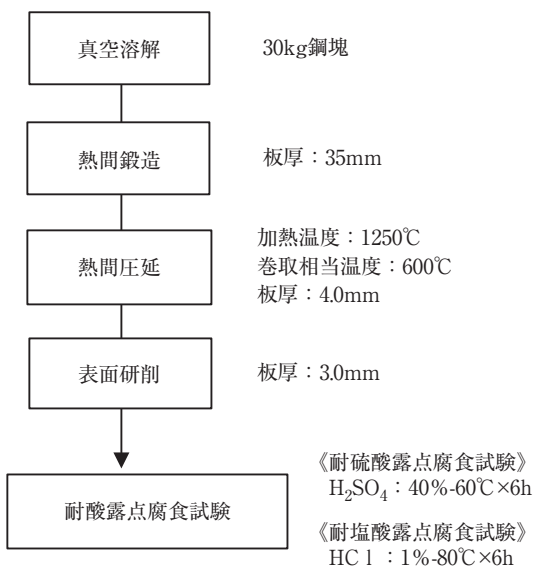 真空溶解
30kg鋼塊
熱間鍛造
板厚：35mm
加熱温度：1250℃
熱間圧延
巻取相当温度：600℃
板厚：4.0mm
表面研削
板厚：3.0mm
耐酸露点腐食試験
《耐硫酸露点腐食試験》
H₂SO₄：40%-60℃×6h
《耐塩酸露点腐食試験》
HC l ：1%-80℃×6h